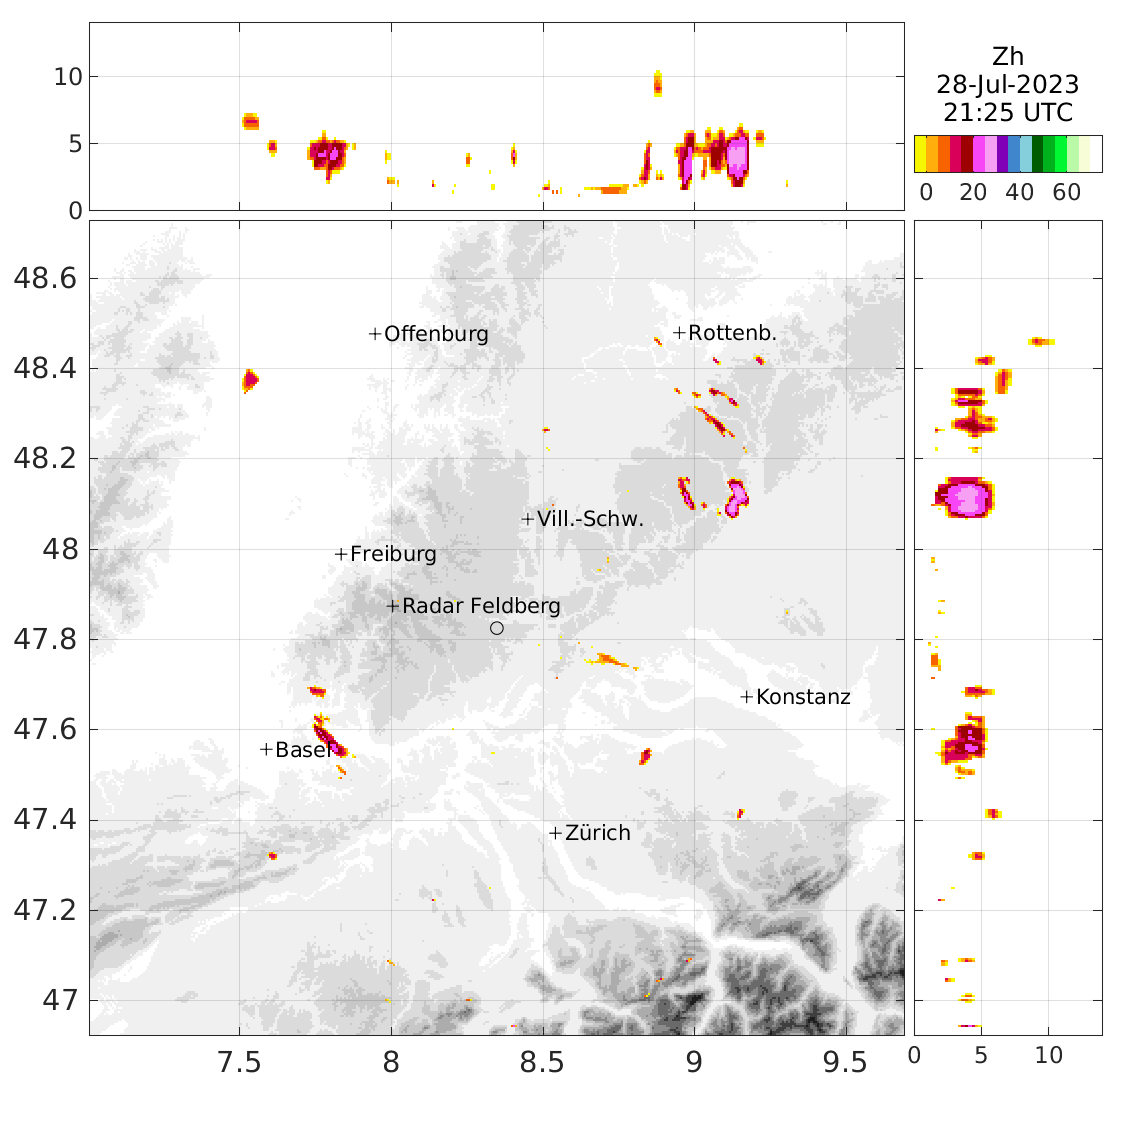 10
5
0
Zh
28-Jul-2023
21:25 UTC
0 20 40 60
48.6
48.4
48.2
48
47.8
47.6
47.4
47.2
47
+Offenburg
+Rottenb.
+Vill.-Schw.
+Freiburg
+Radar Feldberg
+Konstanz
+Basel
+Zürich
7.5 8 8.5 9 9.5
0 5 10